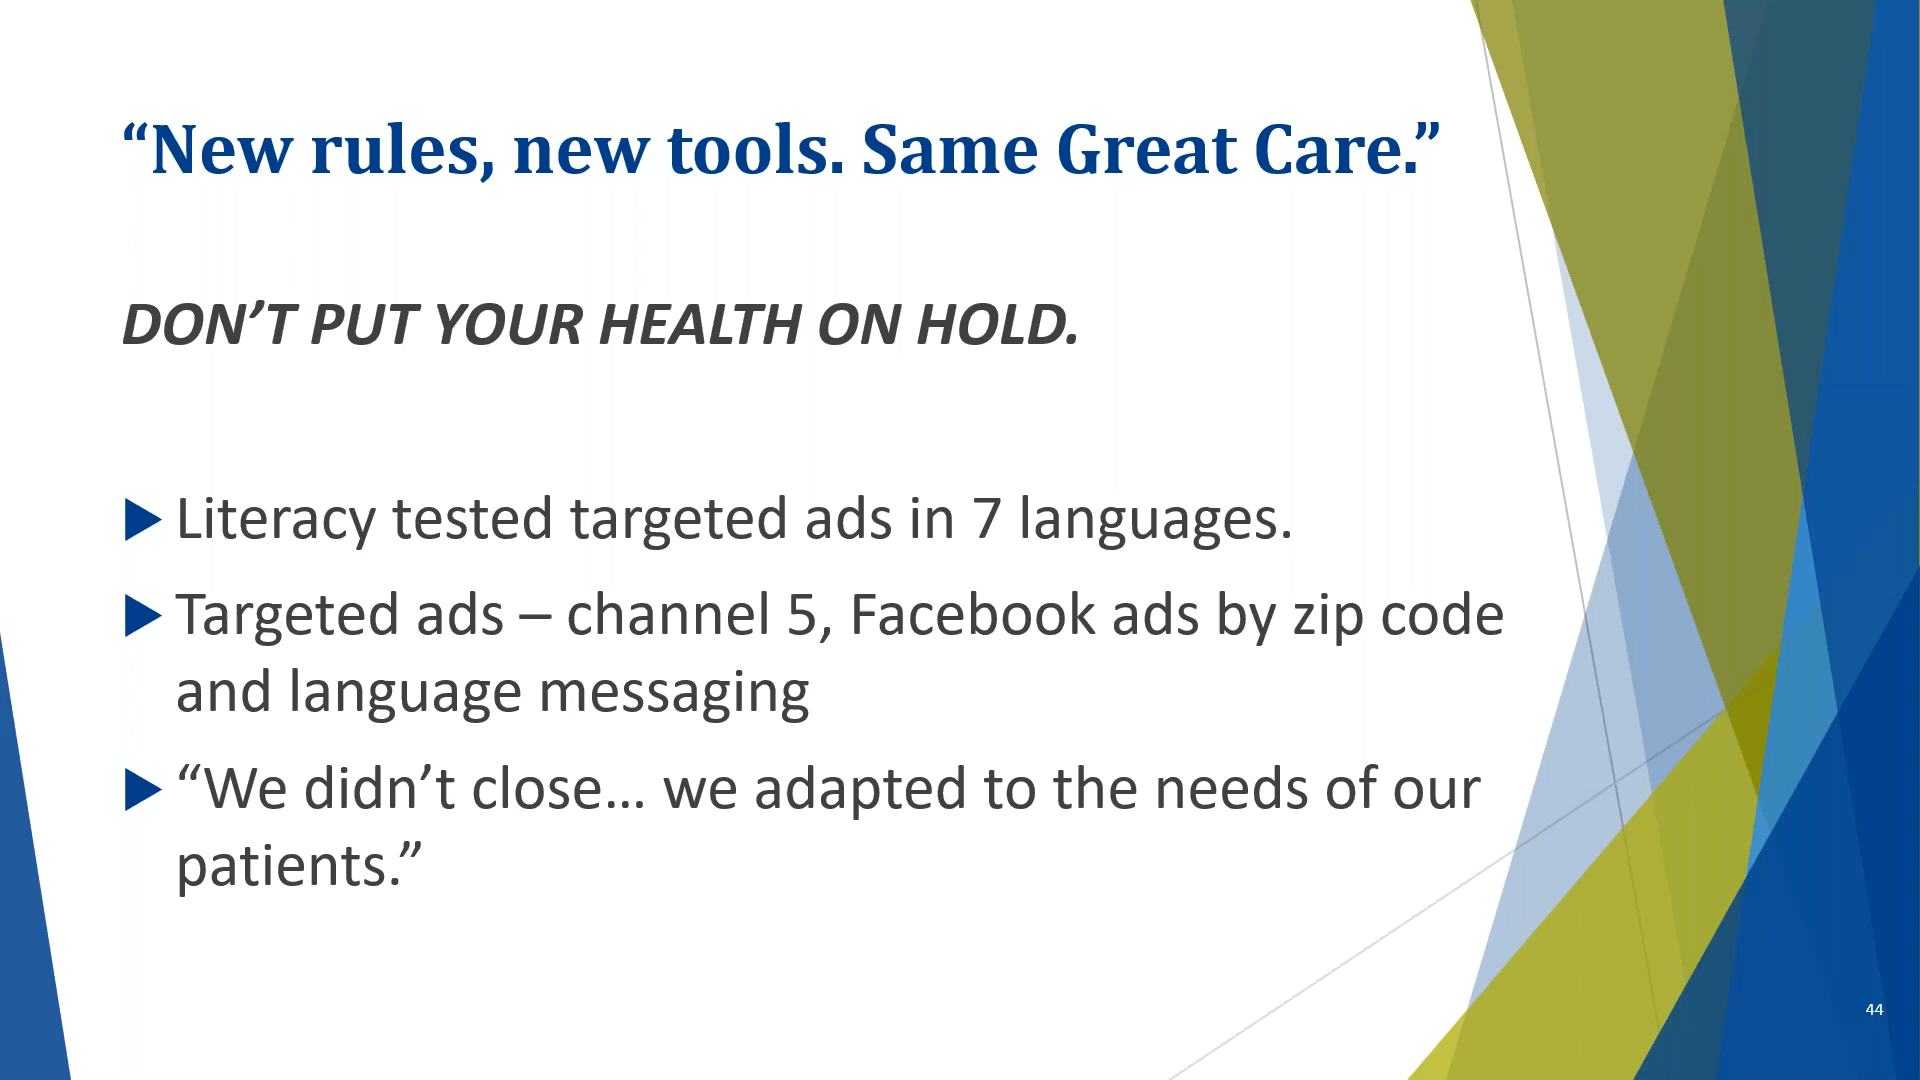 “New rules, new tools. Same Great Care.”
DON’T PUT YOUR HEALTH ON HOLD.
Literacy tested targeted ads in 7 languages.
Targeted ads – channel 5, Facebook ads by zip code
and language messaging
“We didn’t close… we adapted to the needs of our
patients.”
44